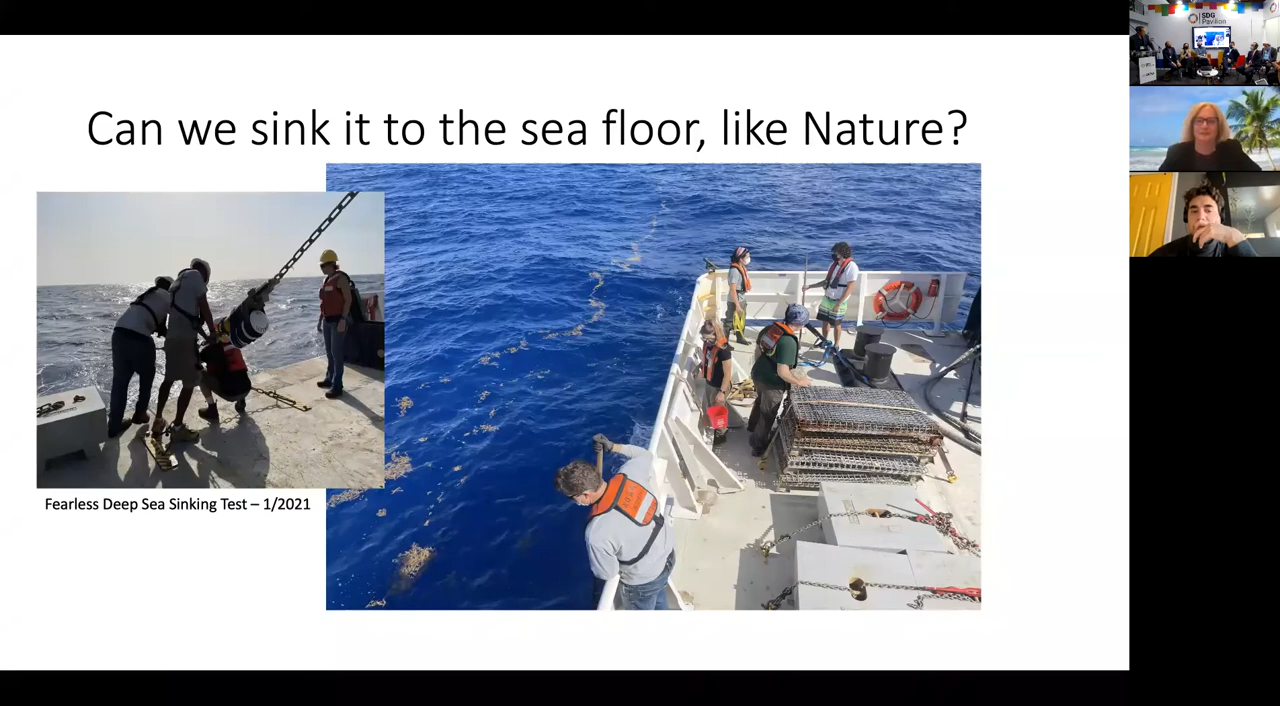 Can we sink it to the sea floor, like Nature?
Fearless Deep Sea Sinking Test – 1/2021
SDG
Pavilion